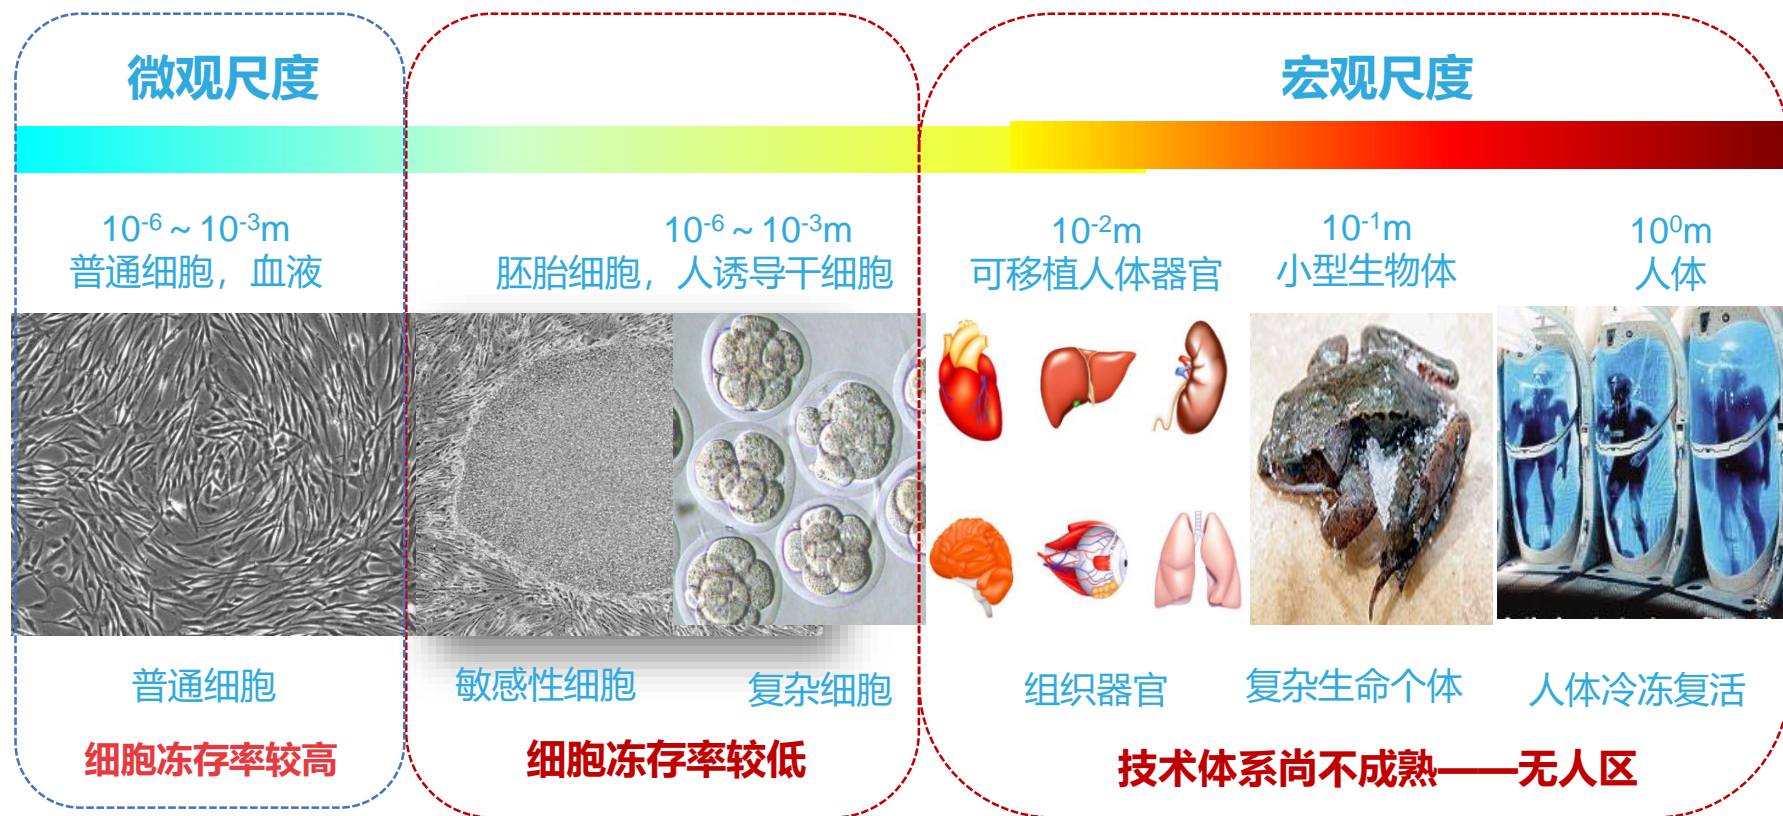 微观尺度
宏观尺度
10⁻⁶ ~ 10⁻³m
普通细胞，血液
10⁻⁶ ~ 10⁻³m
胚胎细胞，人诱导干细胞
10⁻²m
可移植人体器官
10⁻¹m
小型生物体
10⁰m
人体
普通细胞
敏感性细胞
复杂细胞
组织器官
复杂生命个体
人体冷冻复活
细胞冻存率较高
细胞冻存率较低
技术体系尚不成熟——无人区